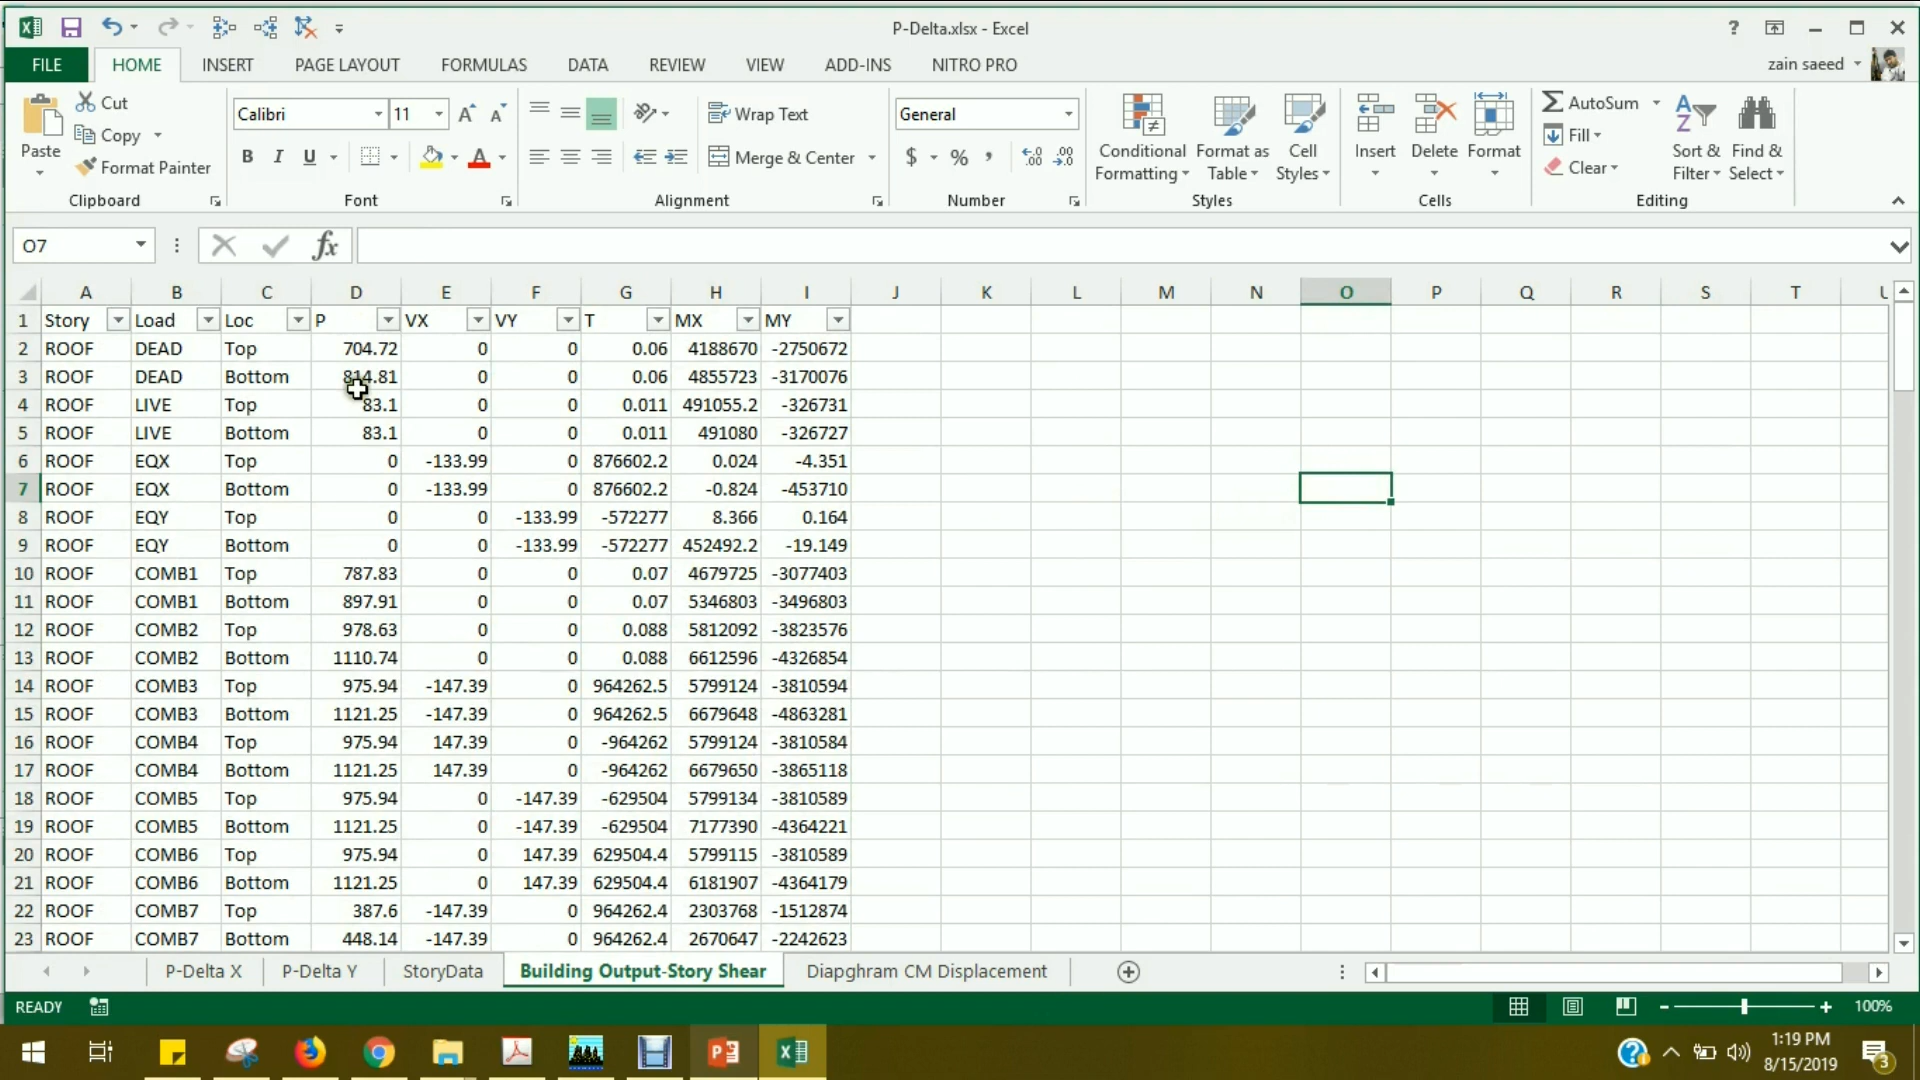 P-Delta.xlsx - Excel
FILE HOME INSERT PAGE LAYOUT FORMULAS DATA REVIEW VIEW ADD-INS NITRO PRO zain saeed
Paste Cut Copy Format Painter Clipboard
Calibri 11 B I U A Font
Wrap Text Merge & Center Alignment
General $ % , Number
Conditional Formatting Format as Table Cell Styles Styles
Insert Delete Format Cells
AutoSum Fill Clear Sort & Filter Find & Select Editing
O7 fx
A B C D E F G H I J K L M N O P Q R S T U
1 Story Load Loc P VX VY T MX MY
2 ROOF DEAD Top 704.72 0 0 0.06 4188670 -2750672
3 ROOF DEAD Bottom 814.81 0 0 0.06 4855723 -3170076
4 ROOF LIVE Top 83.1 0 0 0.011 491055.2 -326731
5 ROOF LIVE Bottom 83.1 0 0 0.011 491080 -326727
6 ROOF EQX Top 0 -133.99 0 876602.2 0.024 -4.351
7 ROOF EQX Bottom 0 -133.99 0 876602.2 -0.824 -453710
8 ROOF EQY Top 0 0 -133.99 -572277 8.366 0.164
9 ROOF EQY Bottom 0 0 -133.99 -572277 452492.2 -19.149
10 ROOF COMB1 Top 787.83 0 0 0.07 4679725 -3077403
11 ROOF COMB1 Bottom 897.91 0 0 0.07 5346803 -3496803
12 ROOF COMB2 Top 978.63 0 0 0.088 5812092 -3823576
13 ROOF COMB2 Bottom 1110.74 0 0 0.088 6612596 -4326854
14 ROOF COMB3 Top 975.94 -147.39 0 964262.5 5799124 -3810594
15 ROOF COMB3 Bottom 1121.25 -147.39 0 964262.5 6679648 -4863281
16 ROOF COMB4 Top 975.94 147.39 0 -964262 5799124 -3810584
17 ROOF COMB4 Bottom 1121.25 147.39 0 -964262 6679650 -3865118
18 ROOF COMB5 Top 975.94 0 -147.39 -629504 5799134 -3810589
19 ROOF COMB5 Bottom 1121.25 0 -147.39 -629504 7177390 -4364221
20 ROOF COMB6 Top 975.94 0 147.39 629504.4 5799115 -3810589
21 ROOF COMB6 Bottom 1121.25 0 147.39 629504.4 6181907 -4364179
22 ROOF COMB7 Top 387.6 -147.39 0 964262.4 2303768 -1512874
23 ROOF COMB7 Bottom 448.14 -147.39 0 964262.4 2670647 -2242623
P-Delta X P-Delta Y StoryData Building Output-Story Shear Diapghram CM Displacement
READY 100%
1:19 PM
8/15/2019
3